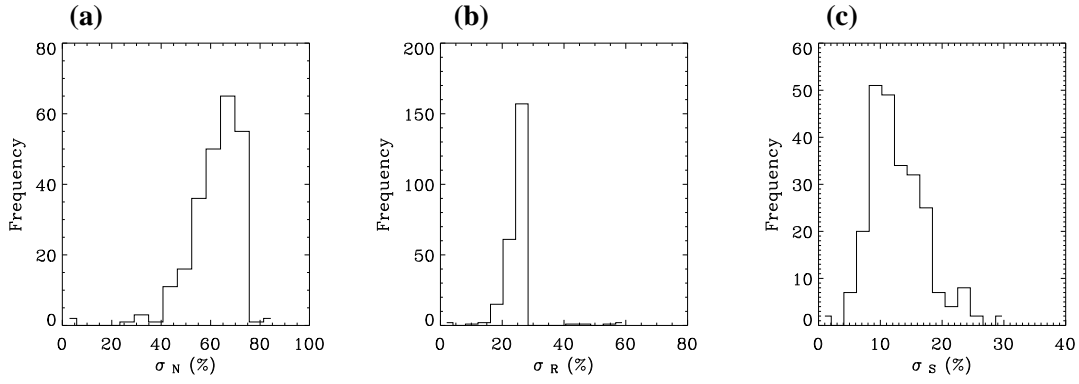 (a)
80
60
40
20
0
Frequency
0 20 40 60 80 100
σ N (%)
(b)
200
150
100
50
0
Frequency
0 20 40 60 80
σ R (%)
(c)
60
50
40
30
20
10
0
Frequency
0 10 20 30 40
σ S (%)